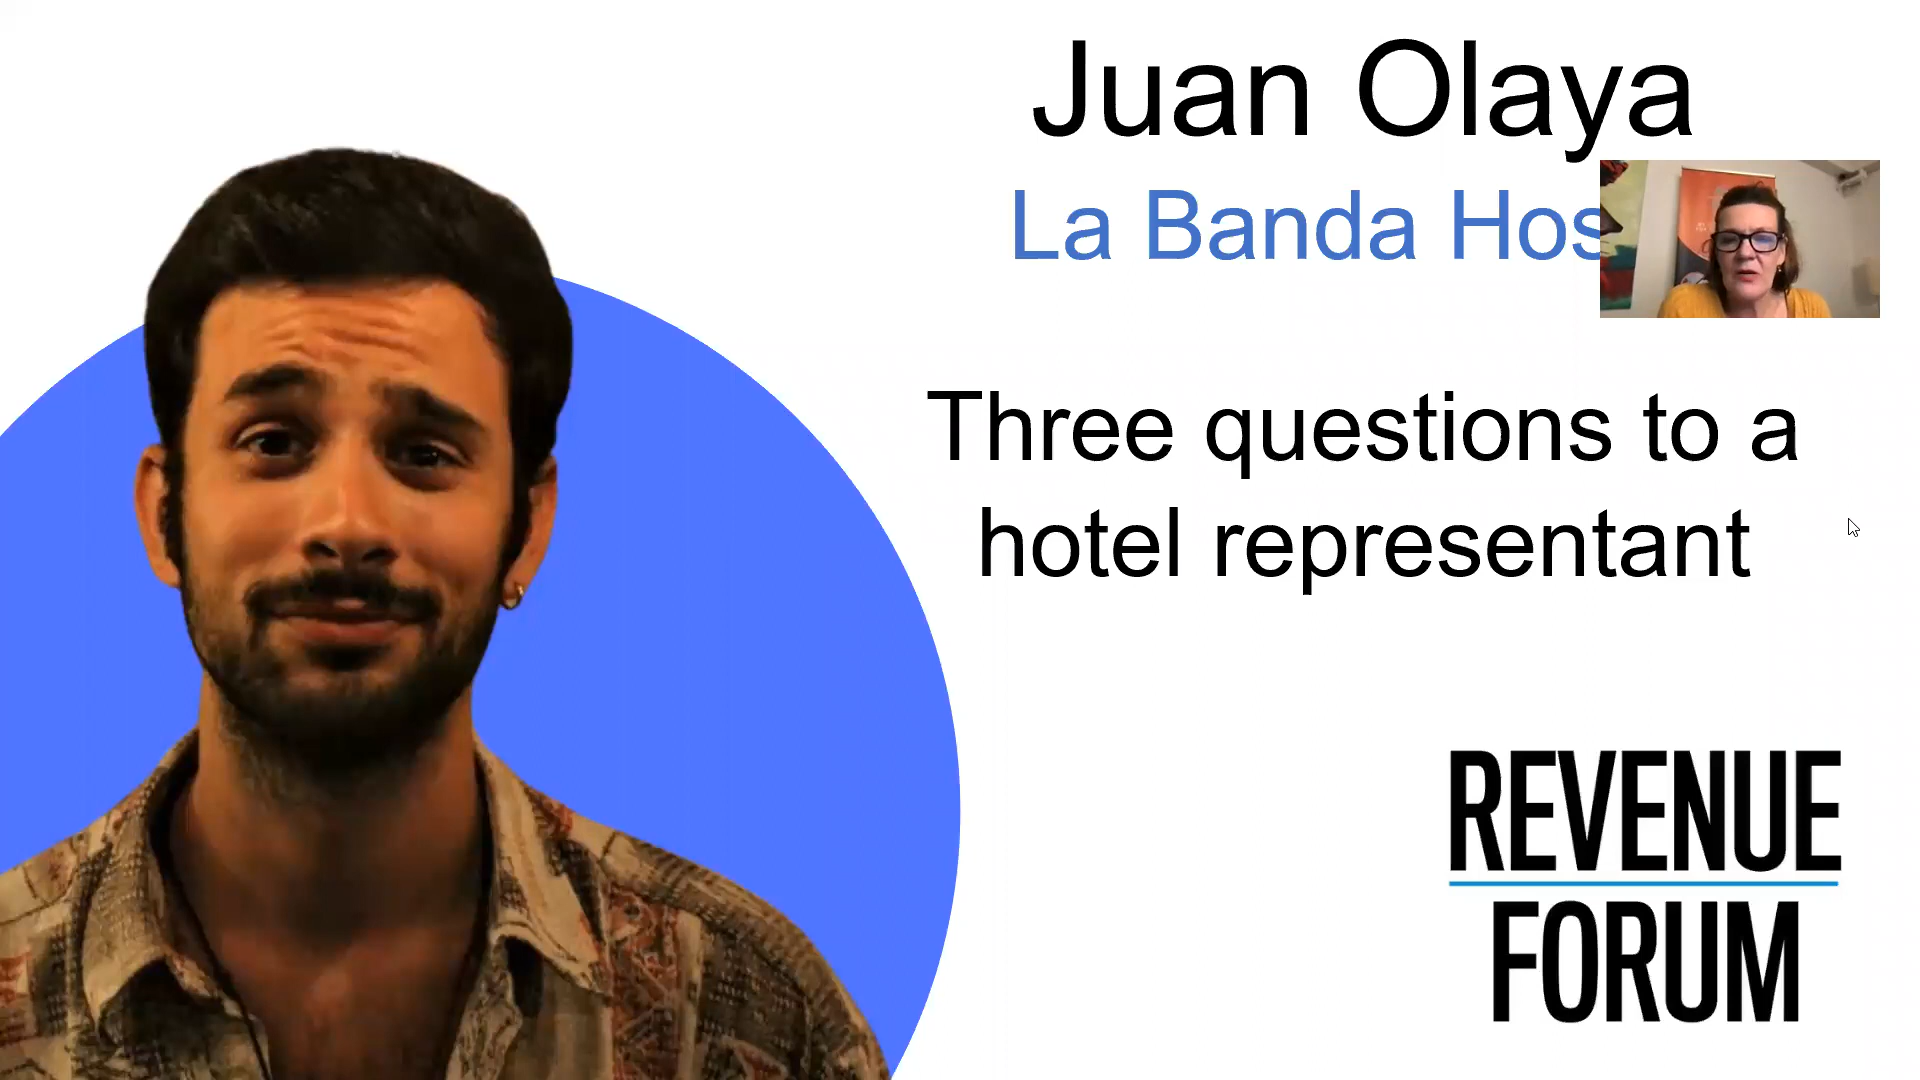 Juan Olaya
La Banda Hos
Three questions to a
hotel representant
REVENUE
FORUM